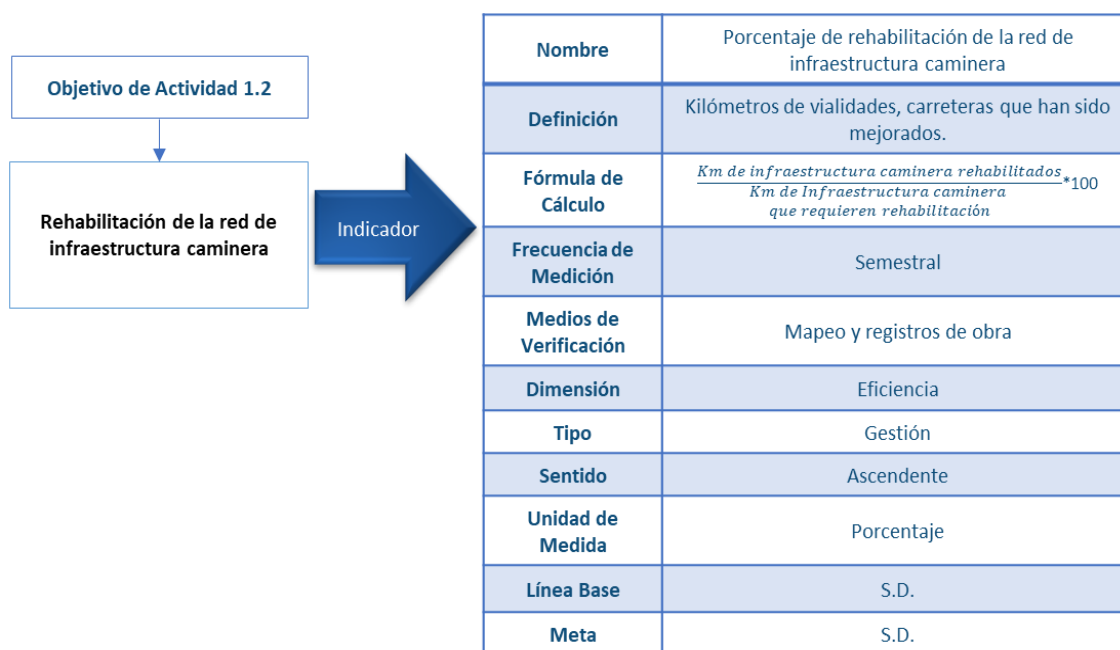 Objetivo de Actividad 1.2
Rehabilitación de la red de
infraestructura caminera
Indicador
Nombre
Porcentaje de rehabilitación de la red de
infraestructura caminera
Definición
Kilómetros de vialidades, carreteras que han sido
mejorados.
Fórmula de
Cálculo
Km de infraestructura caminera rehabilitados
*100
Km de Infraestructura caminera
que requieren rehabilitación
Frecuencia de
Medición
Semestral
Medios de
Verificación
Mapeo y registros de obra
Dimensión
Eficiencia
Tipo
Gestión
Sentido
Ascendente
Unidad de
Medida
Porcentaje
Línea Base
S.D.
Meta
S.D.